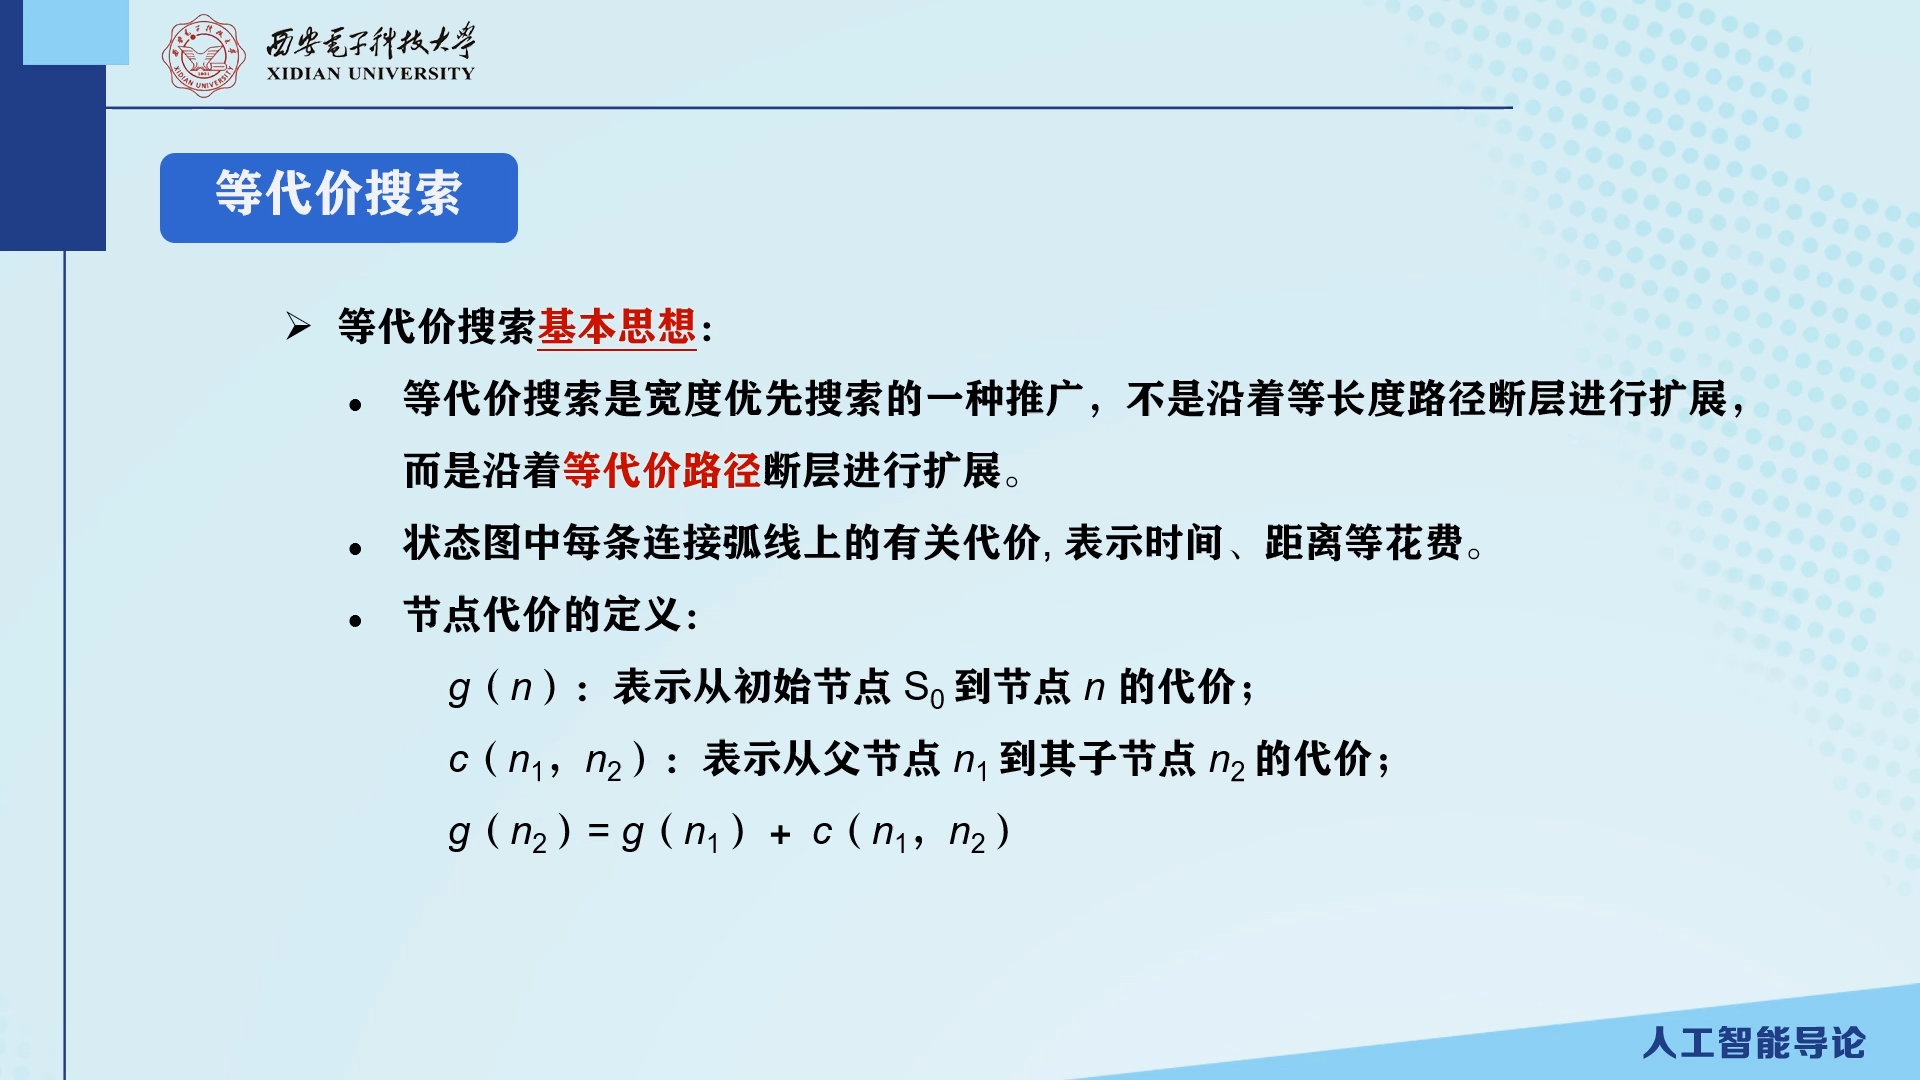 西安电子科技大学
XIDIAN UNIVERSITY
等代价搜索
➢ 等代价搜索基本思想：
• 等代价搜索是宽度优先搜索的一种推广，不是沿着等长度路径断层进行扩展，
而是沿着等代价路径断层进行扩展。
• 状态图中每条连接弧线上的有关代价, 表示时间、距离等花费。
• 节点代价的定义：
g（n）：表示从初始节点 S₀ 到节点 n 的代价；
c（n₁，n₂）：表示从父节点 n₁ 到其子节点 n₂ 的代价；
g（n₂）= g（n₁）+ c（n₁，n₂）
人工智能导论